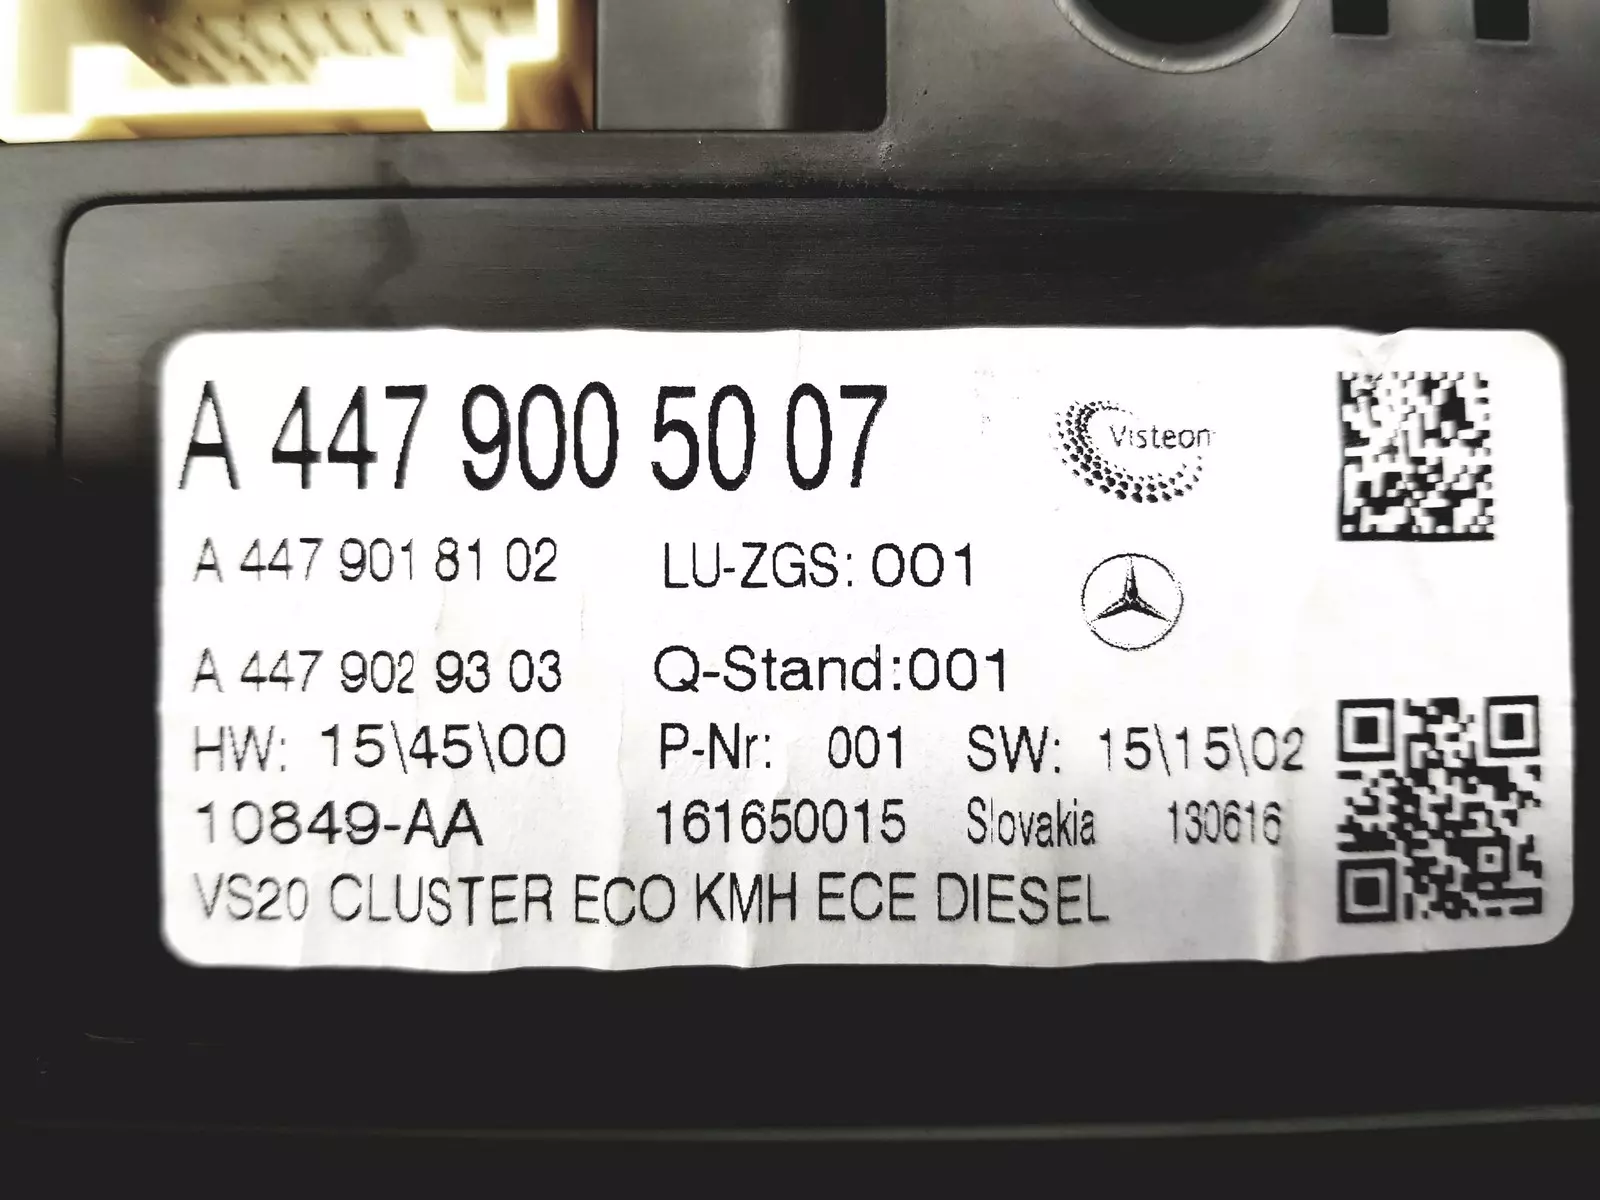 A 447 900 50 07
Visteon
A 447 901 81 02 LU-ZGS: 001
A 447 902 93 03 Q-Stand:001
HW: 15\45\00 P-Nr: 001 SW: 15\15\02
10849-AA 161650015 Slovakia 130616
VS20 CLUSTER ECO KMH ECE DIESEL